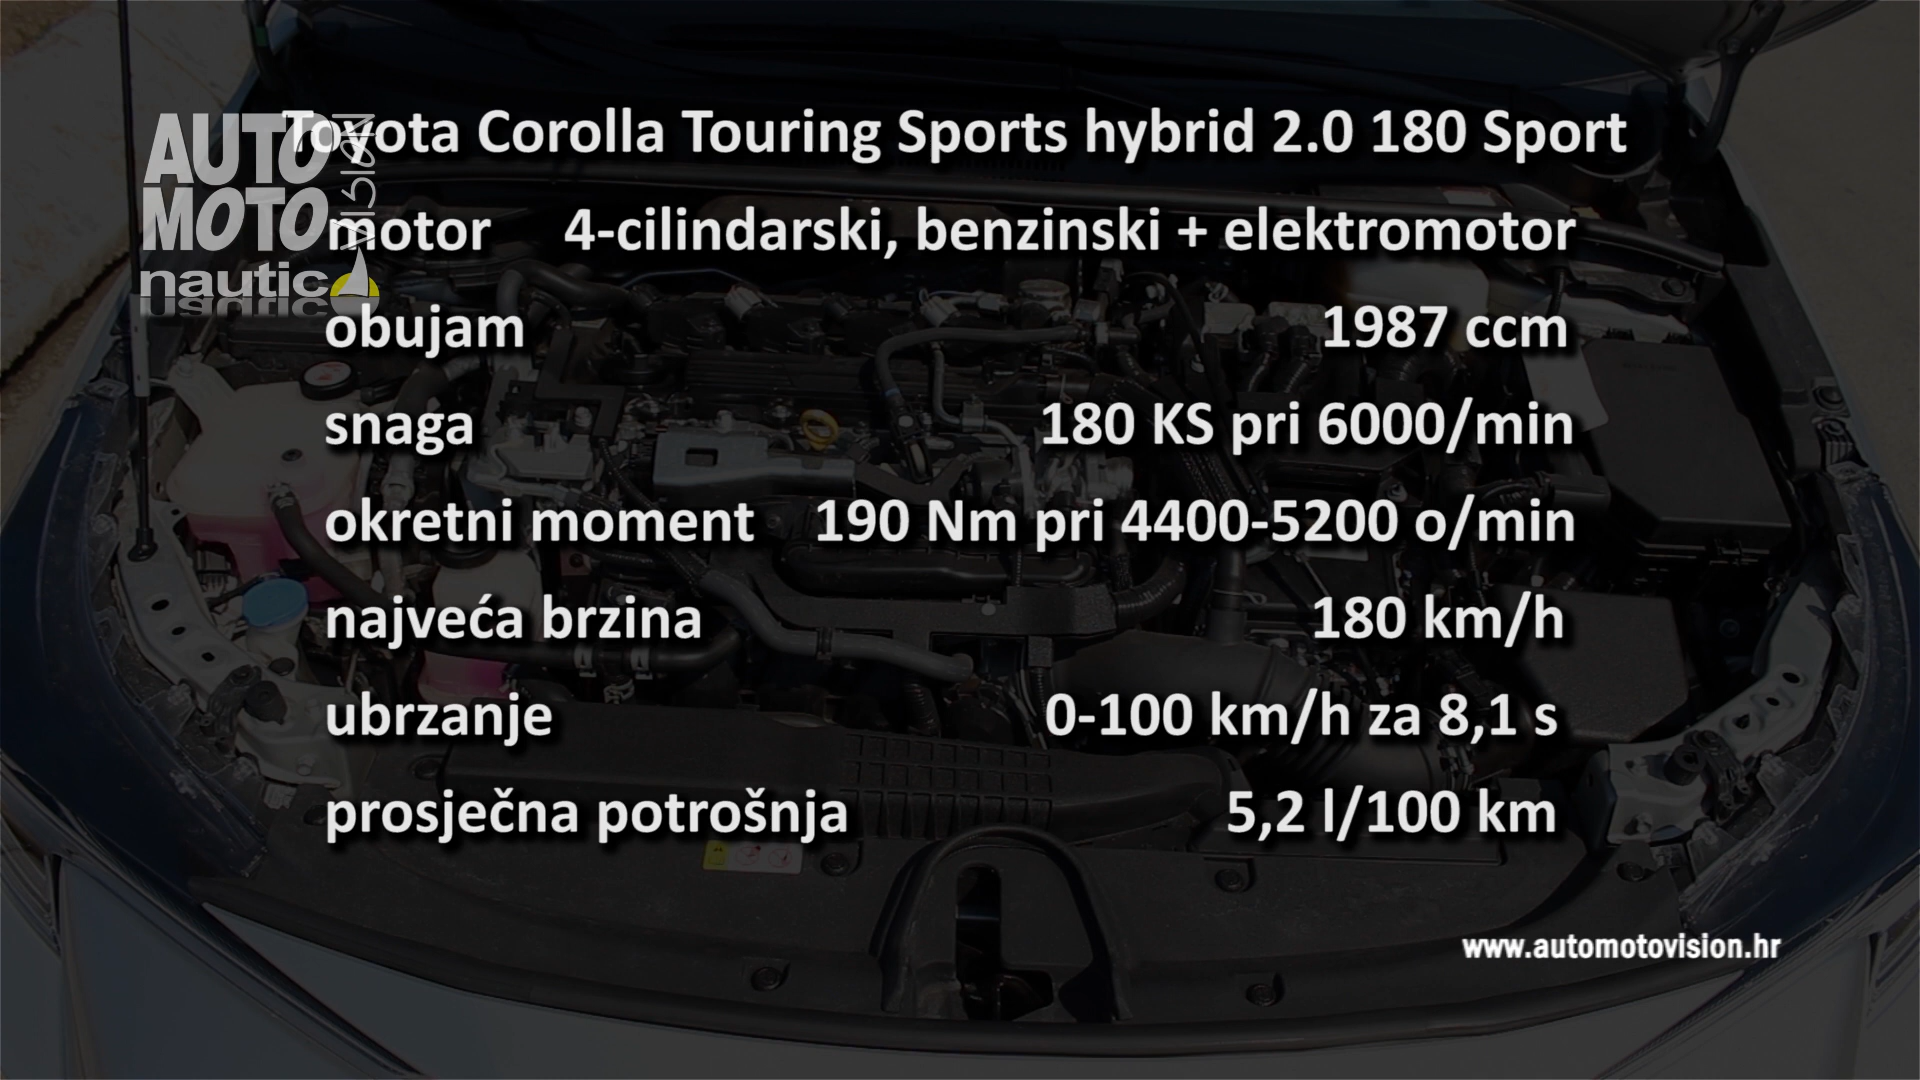 AUTO
MOTO
VISION
nautic
Toyota Corolla Touring Sports hybrid 2.0 180 Sport
motor 4-cilindarski, benzinski + elektromotor
obujam 1987 ccm
snaga 180 KS pri 6000/min
okretni moment 190 Nm pri 4400-5200 o/min
najveća brzina 180 km/h
ubrzanje 0-100 km/h za 8,1 s
prosječna potrošnja 5,2 l/100 km
www.automotovision.hr